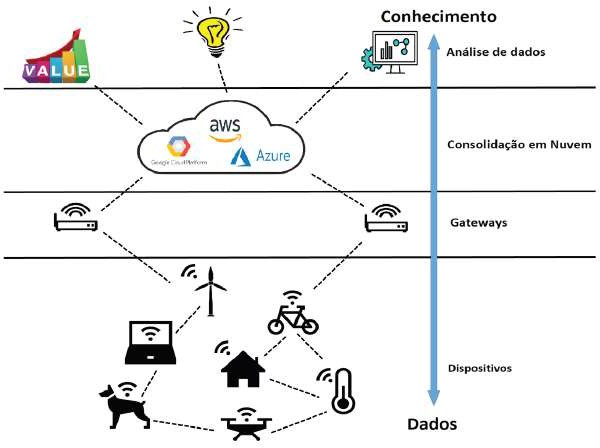 Conhecimento
VALUE
Análise de dados
aws
Google Cloud Platform
Azure
Consolidação em Nuvem
Gateways
Dispositivos
Dados